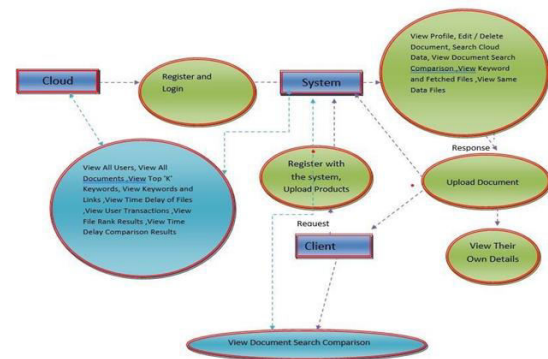 View Profile, Edit / Delete
Document, Search Cloud
Data, View Document Search
Comparison ,View Keyword
and Fetched Files ,View Same
Data Files
Cloud
Register and
Login
System
Response
View All Users, View All
Documents ,View Top 'K'
Keywords, View Keywords and
Links ,View Time Delay of Files
,View User Transactions ,View
File Rank Results ,View Time
Delay Comparison Results
Register with
the system,
Upload Products
Upload Document
Request
Client
View Their
Own Details
View Document Search Comparison